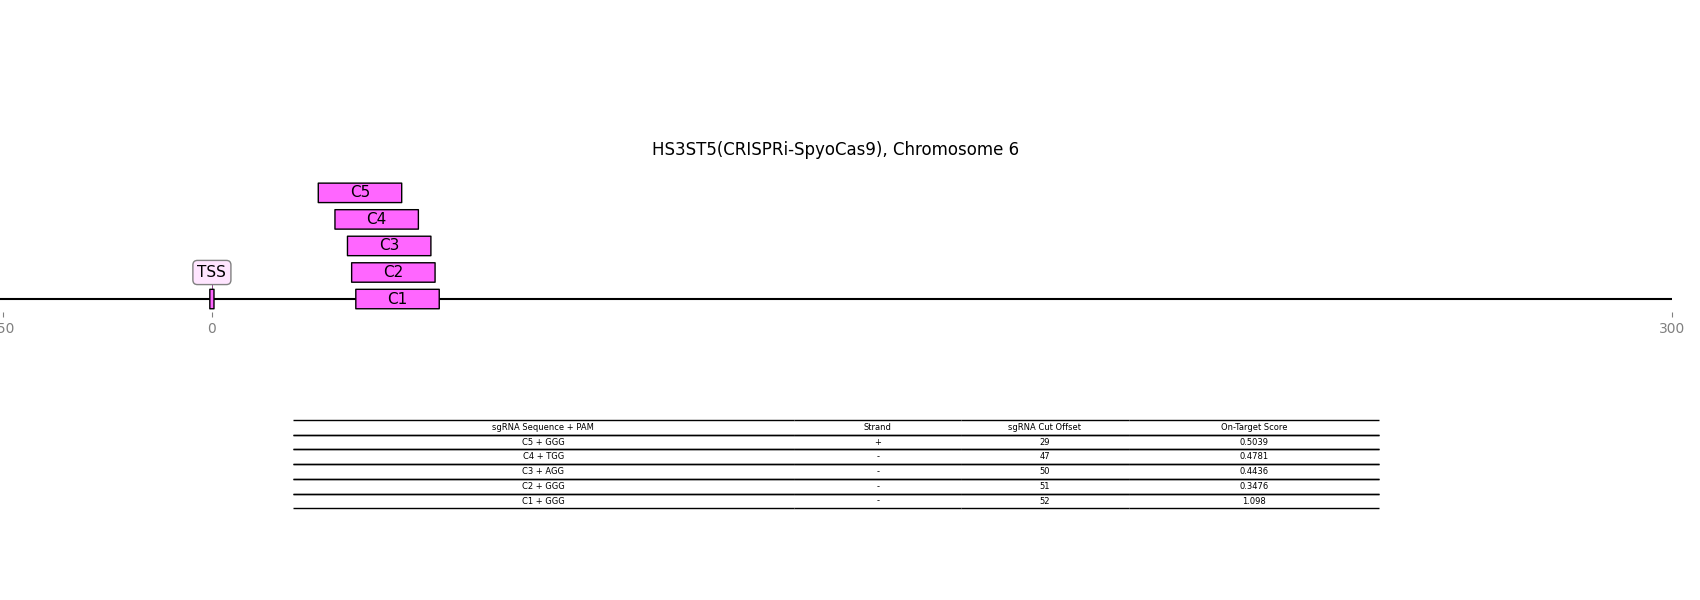 HS3ST5(CRISPRi-SpyoCas9), Chromosome 6
C5
C4
C3
TSS C2
C1
50 0 300
sgRNA Sequence + PAM Strand sgRNA Cut Offset On-Target Score
C5 + GGG + 29 0.5039
C4 + TGG - 47 0.4781
C3 + AGG - 50 0.4436
C2 + GGG - 51 0.3476
C1 + GGG - 52 1.098